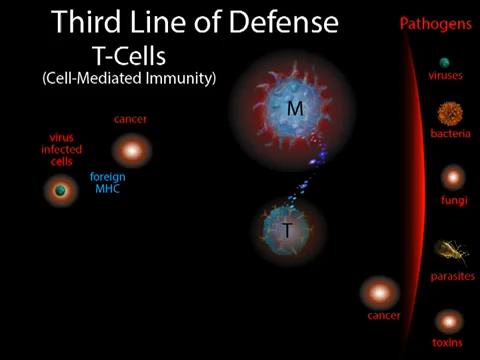 Third Line of Defense
T-Cells
(Cell-Mediated Immunity)
Pathogens
viruses
bacteria
fungi
parasites
toxins
cancer
virus
infected
cells
foreign
MHC
M
T
cancer